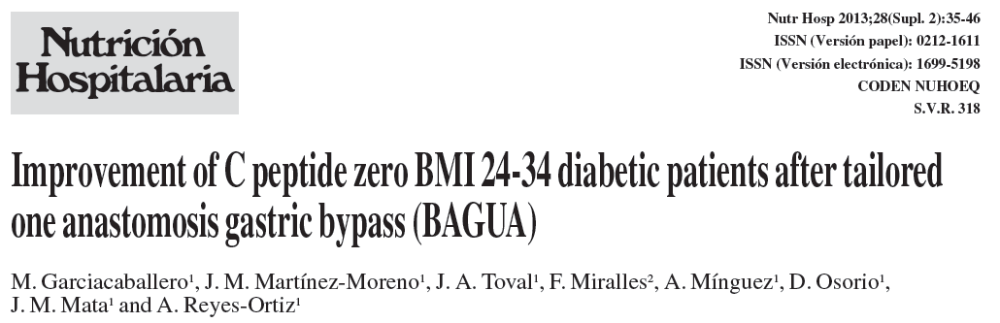 Nutrición
Hospitalaria
Nutr Hosp 2013;28(Supl. 2):35-46
ISSN (Versión papel): 0212-1611
ISSN (Versión electrónica): 1699-5198
CODEN NUHOEQ
S.V.R. 318
Improvement of C peptide zero BMI 24-34 diabetic patients after tailored
one anastomosis gastric bypass (BAGUA)
M. Garciacaballero¹, J. M. Martínez-Moreno¹, J. A. Toval¹, F. Miralles², A. Mínguez¹, D. Osorio¹,
J. M. Mata¹ and A. Reyes-Ortiz¹